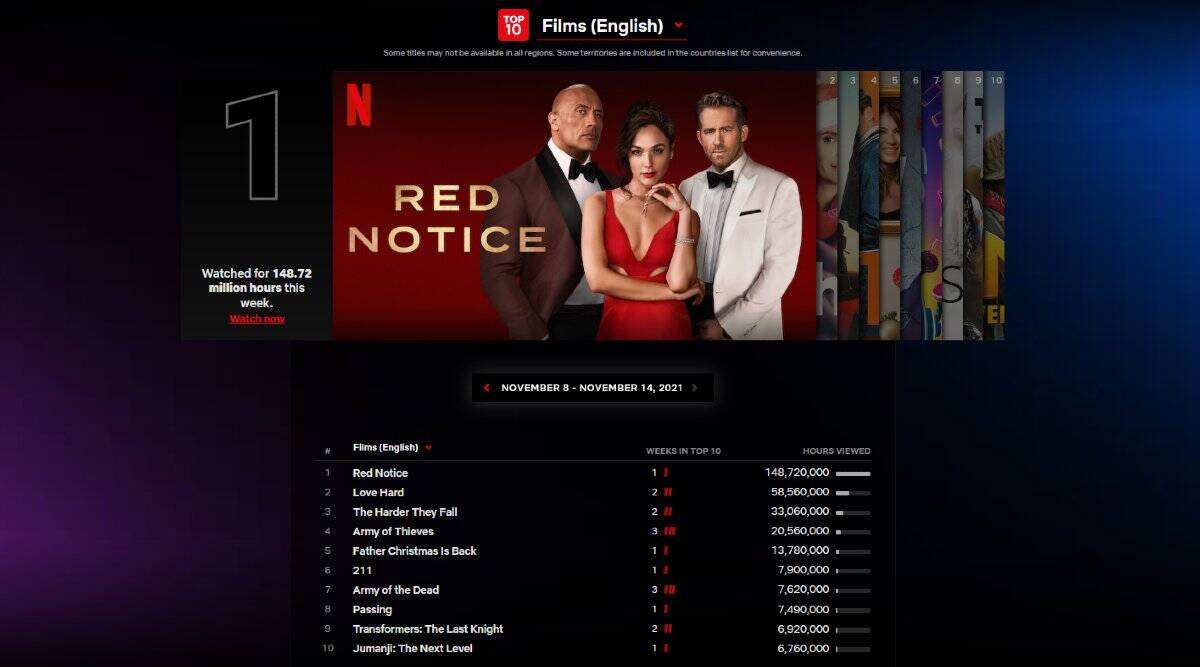 TOP
10
Films (English)
Some titles may not be available in all regions. Some territories are included in the countries list for convenience.
1
Watched for 148.72
million hours this
week.
Watch now
N
RED
NOTICE
2 3 4 5 6 7 8 9 10
NOVEMBER 8 - NOVEMBER 14, 2021
# Films (English) WEEKS IN TOP 10 HOURS VIEWED
1 Red Notice 1 148,720,000
2 Love Hard 2 58,560,000
3 The Harder They Fall 2 33,060,000
4 Army of Thieves 3 20,560,000
5 Father Christmas Is Back 1 13,780,000
6 211 1 7,900,000
7 Army of the Dead 3 7,620,000
8 Passing 1 7,490,000
9 Transformers: The Last Knight 2 6,920,000
10 Jumanji: The Next Level 1 6,760,000